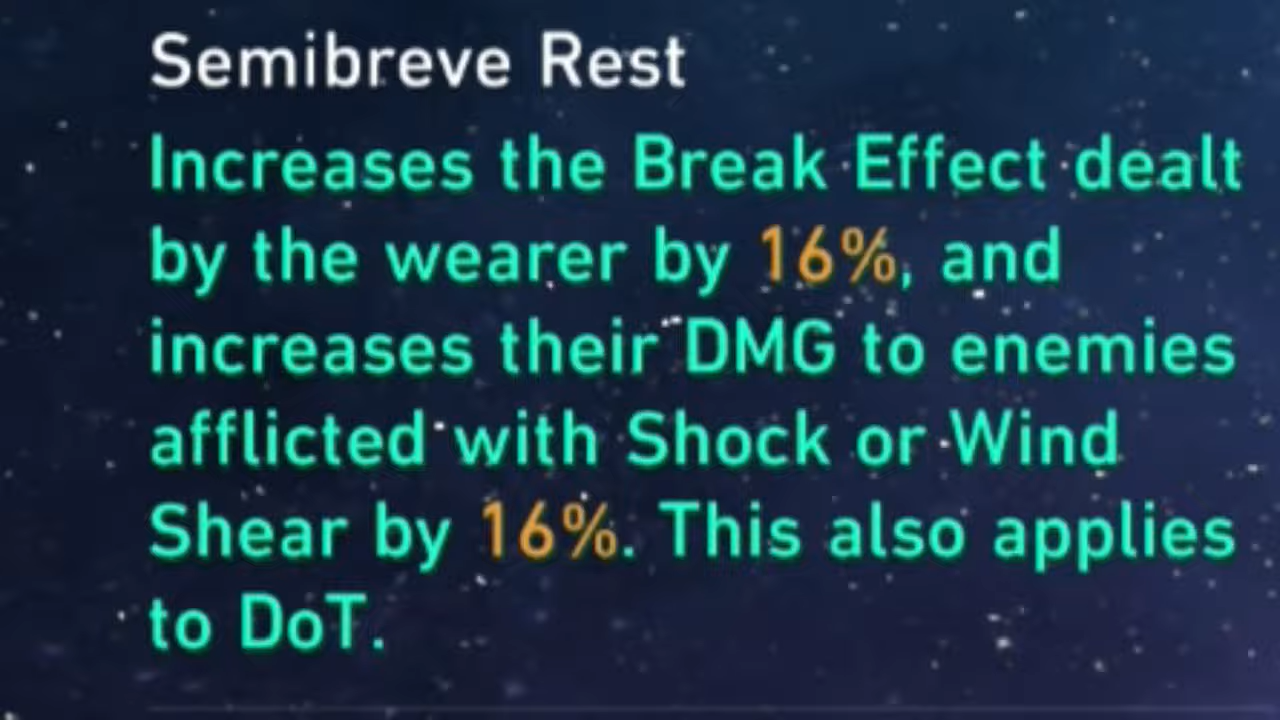 Semibreve Rest
Increases the Break Effect dealt
by the wearer by 16%, and
increases their DMG to enemies
afflicted with Shock or Wind
Shear by 16%. This also applies
to DoT.